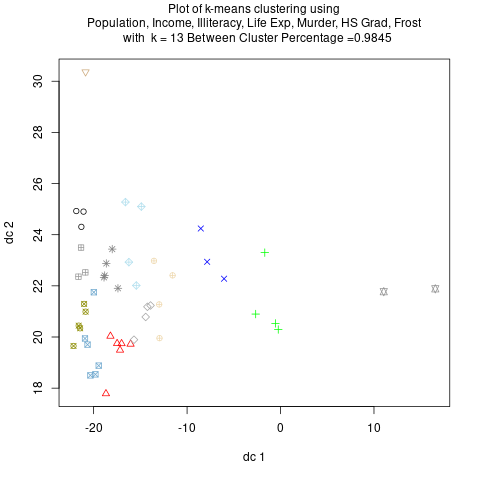 Plot of k-means clustering using
Population, Income, Illiteracy, Life Exp, Murder, HS Grad, Frost
with k = 13 Between Cluster Percentage =0.9845
30
28
26
24
22
20
18
dc 2
-20 -10 0 10
dc 1